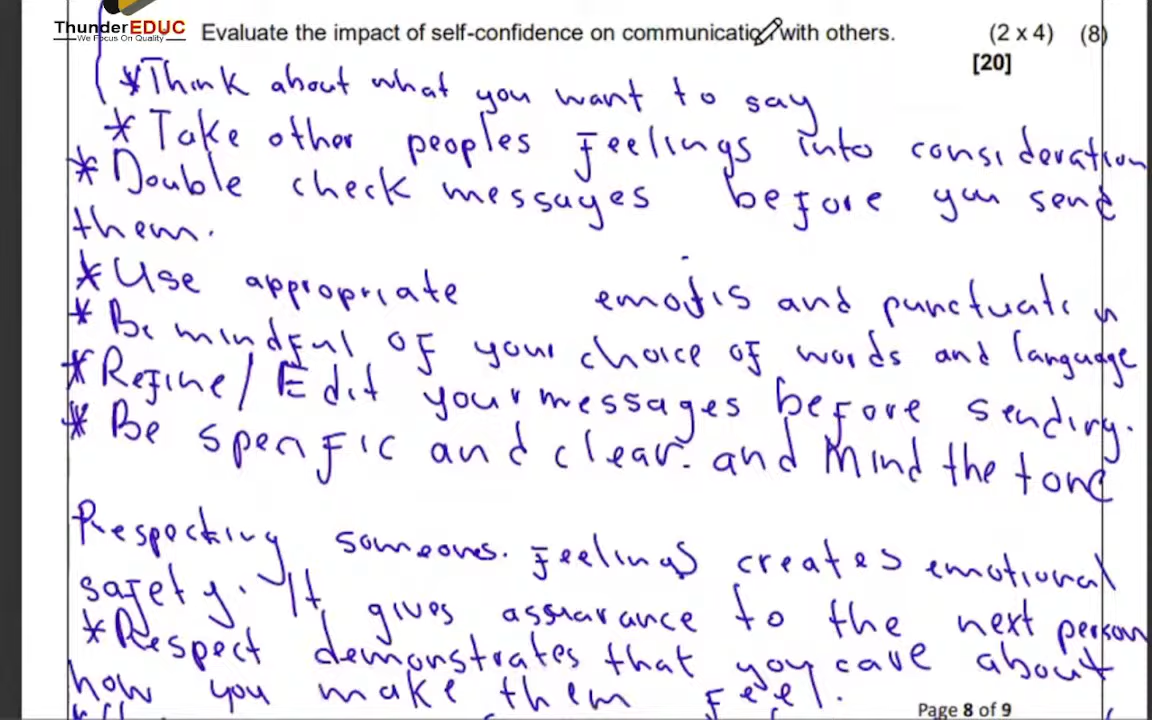 ThunderEDUC
We Focus On Quality
Evaluate the impact of self-confidence on communication with others. (2 x 4) (8)
[20]
* Think about what you want to say
* Take other peoples feelings into consideration
* Double check messages before you send
them.
* Use appropriate emojis and punctuation
* Be mindful of your choice of words and language
* Refine / Edit your messages before sending.
* Be specific and clear. and Mind the tone
Respecting someones. feelings creates emotional
safety. It gives assurance to the next person
* Respect demonstrates that you care about
how you make them feel.
Page 8 of 9